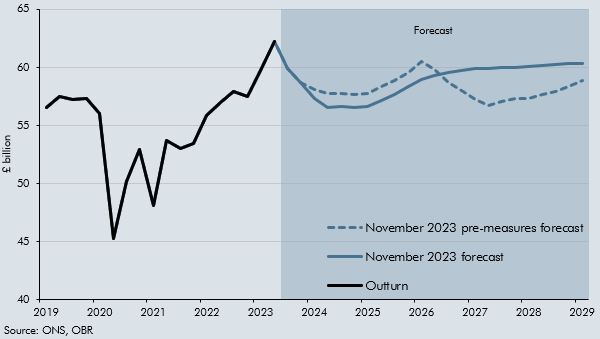 65
60
55
50
45
40
£ billion
Forecast
November 2023 pre-measures forecast
November 2023 forecast
Outturn
2019 2020 2021 2022 2023 2024 2025 2026 2027 2028 2029
Source: ONS, OBR